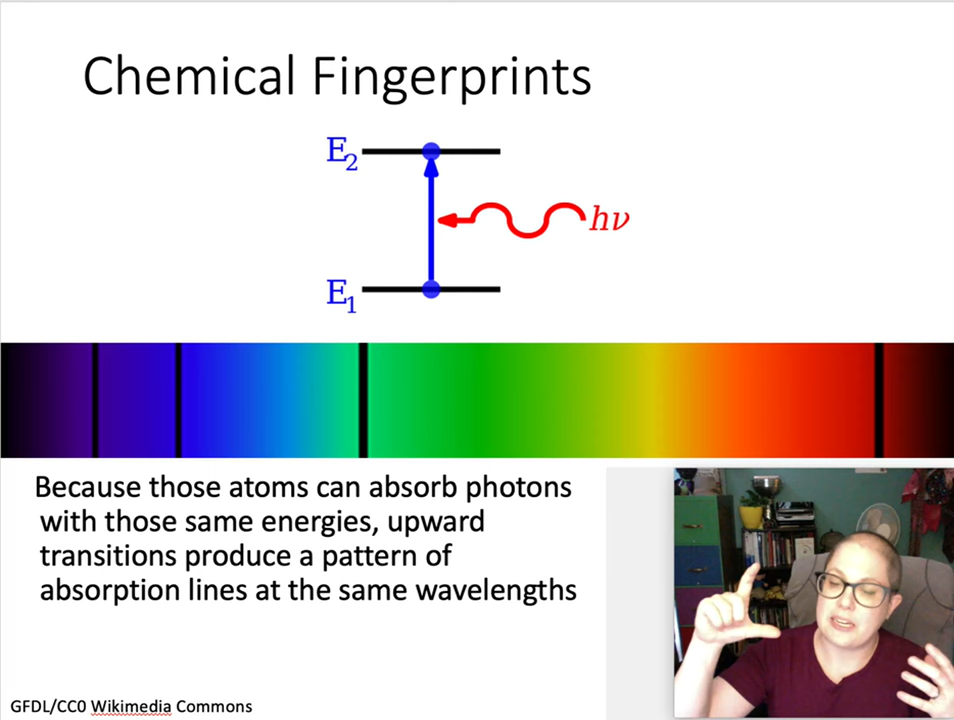 Chemical Fingerprints
E2
hν
E1
Because those atoms can absorb photons
with those same energies, upward
transitions produce a pattern of
absorption lines at the same wavelengths
GFDL/CC0 Wikimedia Commons